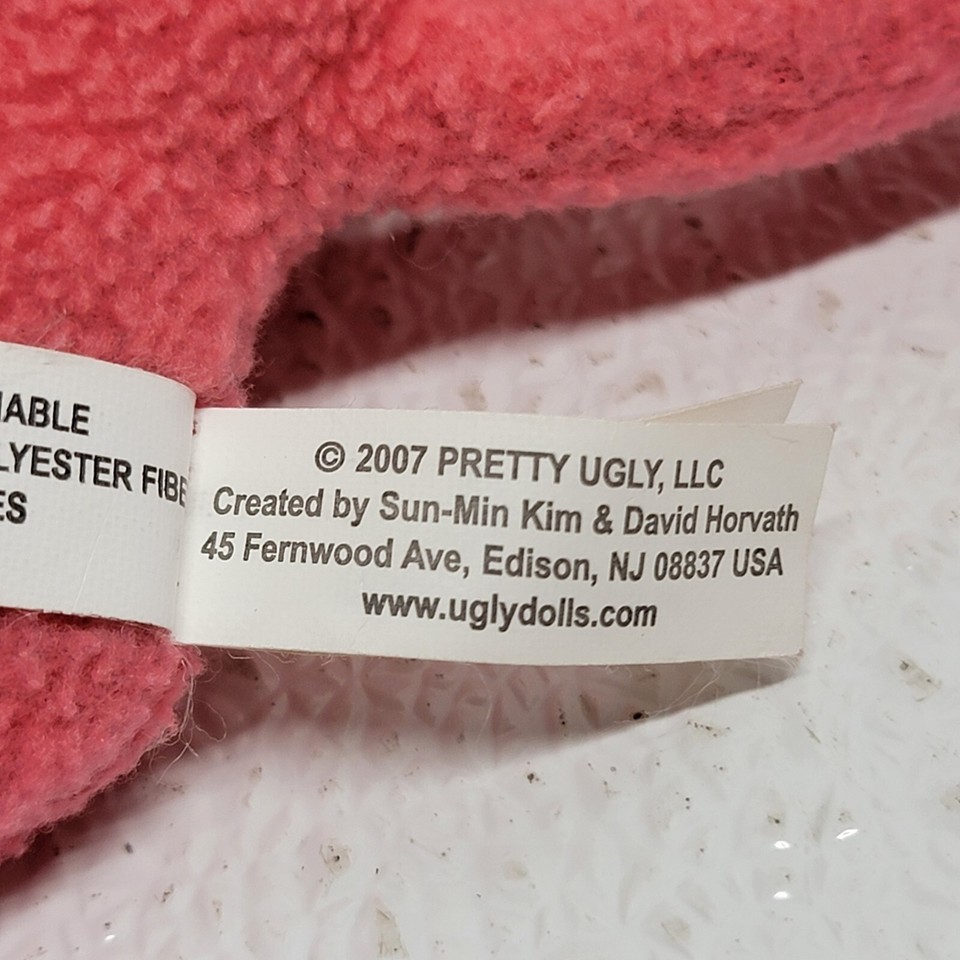 ABLE
LYESTER FIBE
ES
© 2007 PRETTY UGLY, LLC
Created by Sun-Min Kim & David Horvath
45 Fernwood Ave, Edison, NJ 08837 USA
www.uglydolls.com